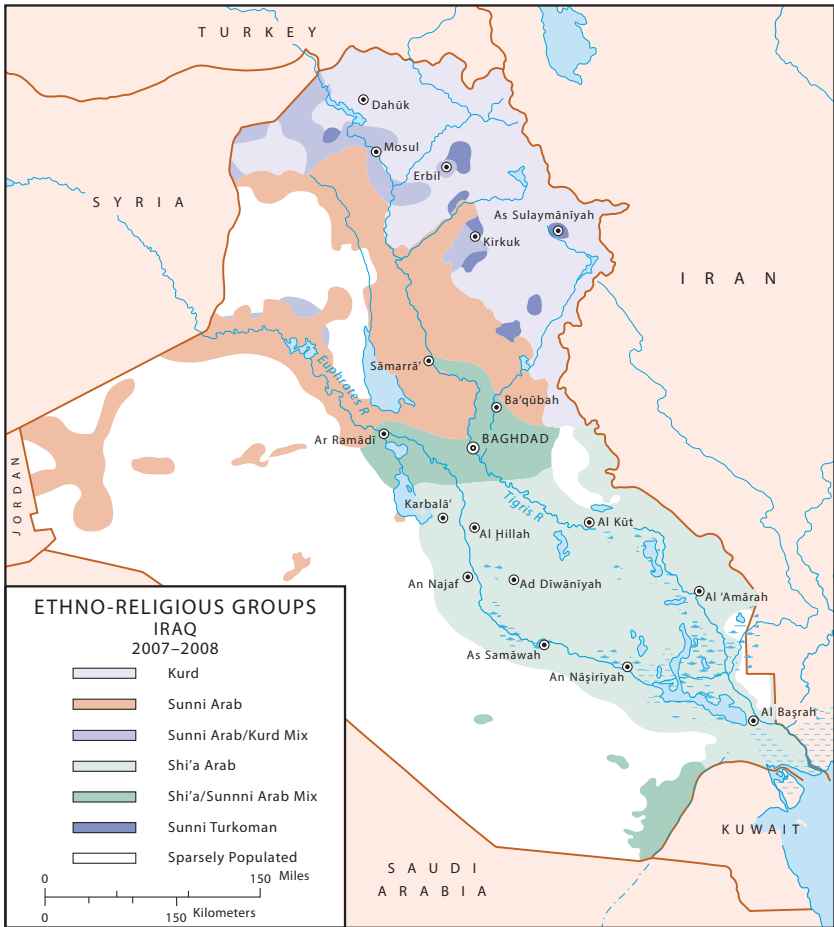 TURKEY
SYRIA
IRAN
JORDAN
SAUDI
ARABIA
KUWAIT
Dahūk
Mosul
Erbil
As Sulaymānīyah
Kirkuk
Sāmarrā'
Euphrates R
Ba'qūbah
Ar Ramādī
BAGHDAD
Karbalā'
Tigris R
Al Kūt
Al Ḥillah
An Najaf
Ad Dīwānīyah
Al 'Amārah
As Samāwah
An Nāṣirīyah
Al Baṣrah
ETHNO-RELIGIOUS GROUPS
IRAQ
2007–2008
Kurd
Sunni Arab
Sunni Arab/Kurd Mix
Shi'a Arab
Shi'a/Sunnni Arab Mix
Sunni Turkoman
Sparsely Populated
0 150 Miles
0 150 Kilometers